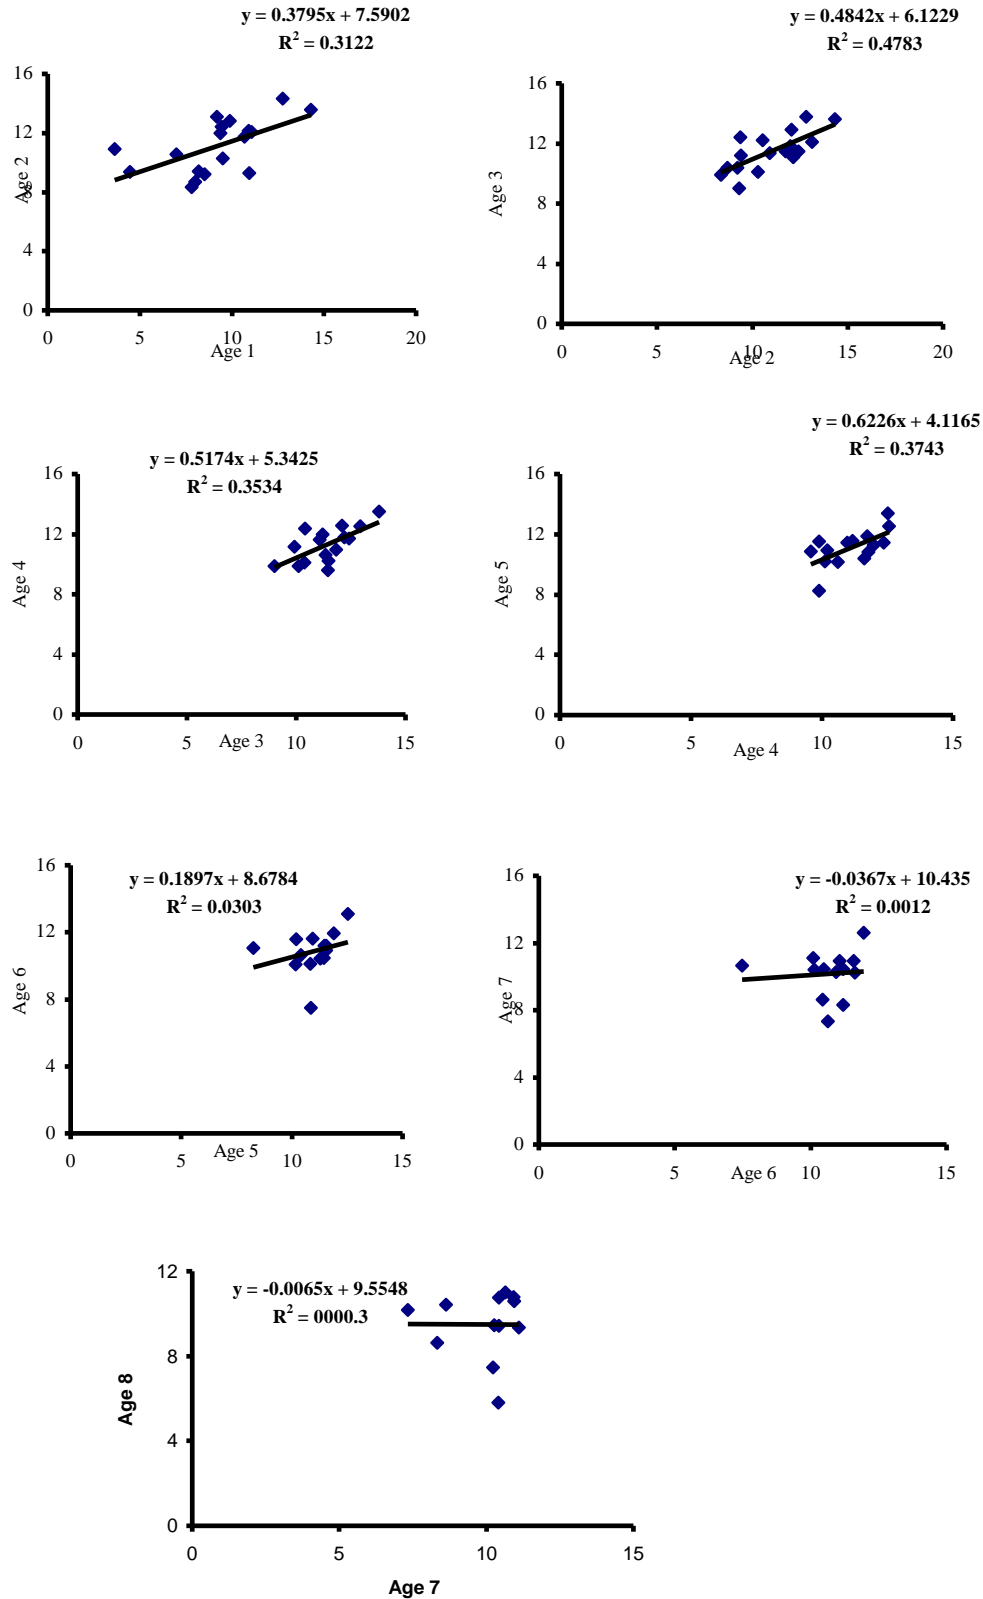 y = 0.3795x + 7.5902
R2 = 0.3122
16
12
8
4
0
Age 2
0 5 10 15 20
Age 1
y = 0.4842x + 6.1229
R2 = 0.4783
16
12
8
4
0
Age 3
0 5 10 15 20
Age 2
y = 0.5174x + 5.3425
R2 = 0.3534
16
12
8
4
0
Age 4
0 5 10 15
Age 3
y = 0.6226x + 4.1165
R2 = 0.3743
16
12
8
4
0
Age 5
0 5 10 15
Age 4
y = 0.1897x + 8.6784
R2 = 0.0303
16
12
8
4
0
Age 6
0 5 10 15
Age 5
y = -0.0367x + 10.435
R2 = 0.0012
16
12
8
4
0
Age 7
0 5 10 15
Age 6
y = -0.0065x + 9.5548
R2 = 0000.3
12
8
4
0
Age 8
0 5 10 15
Age 7